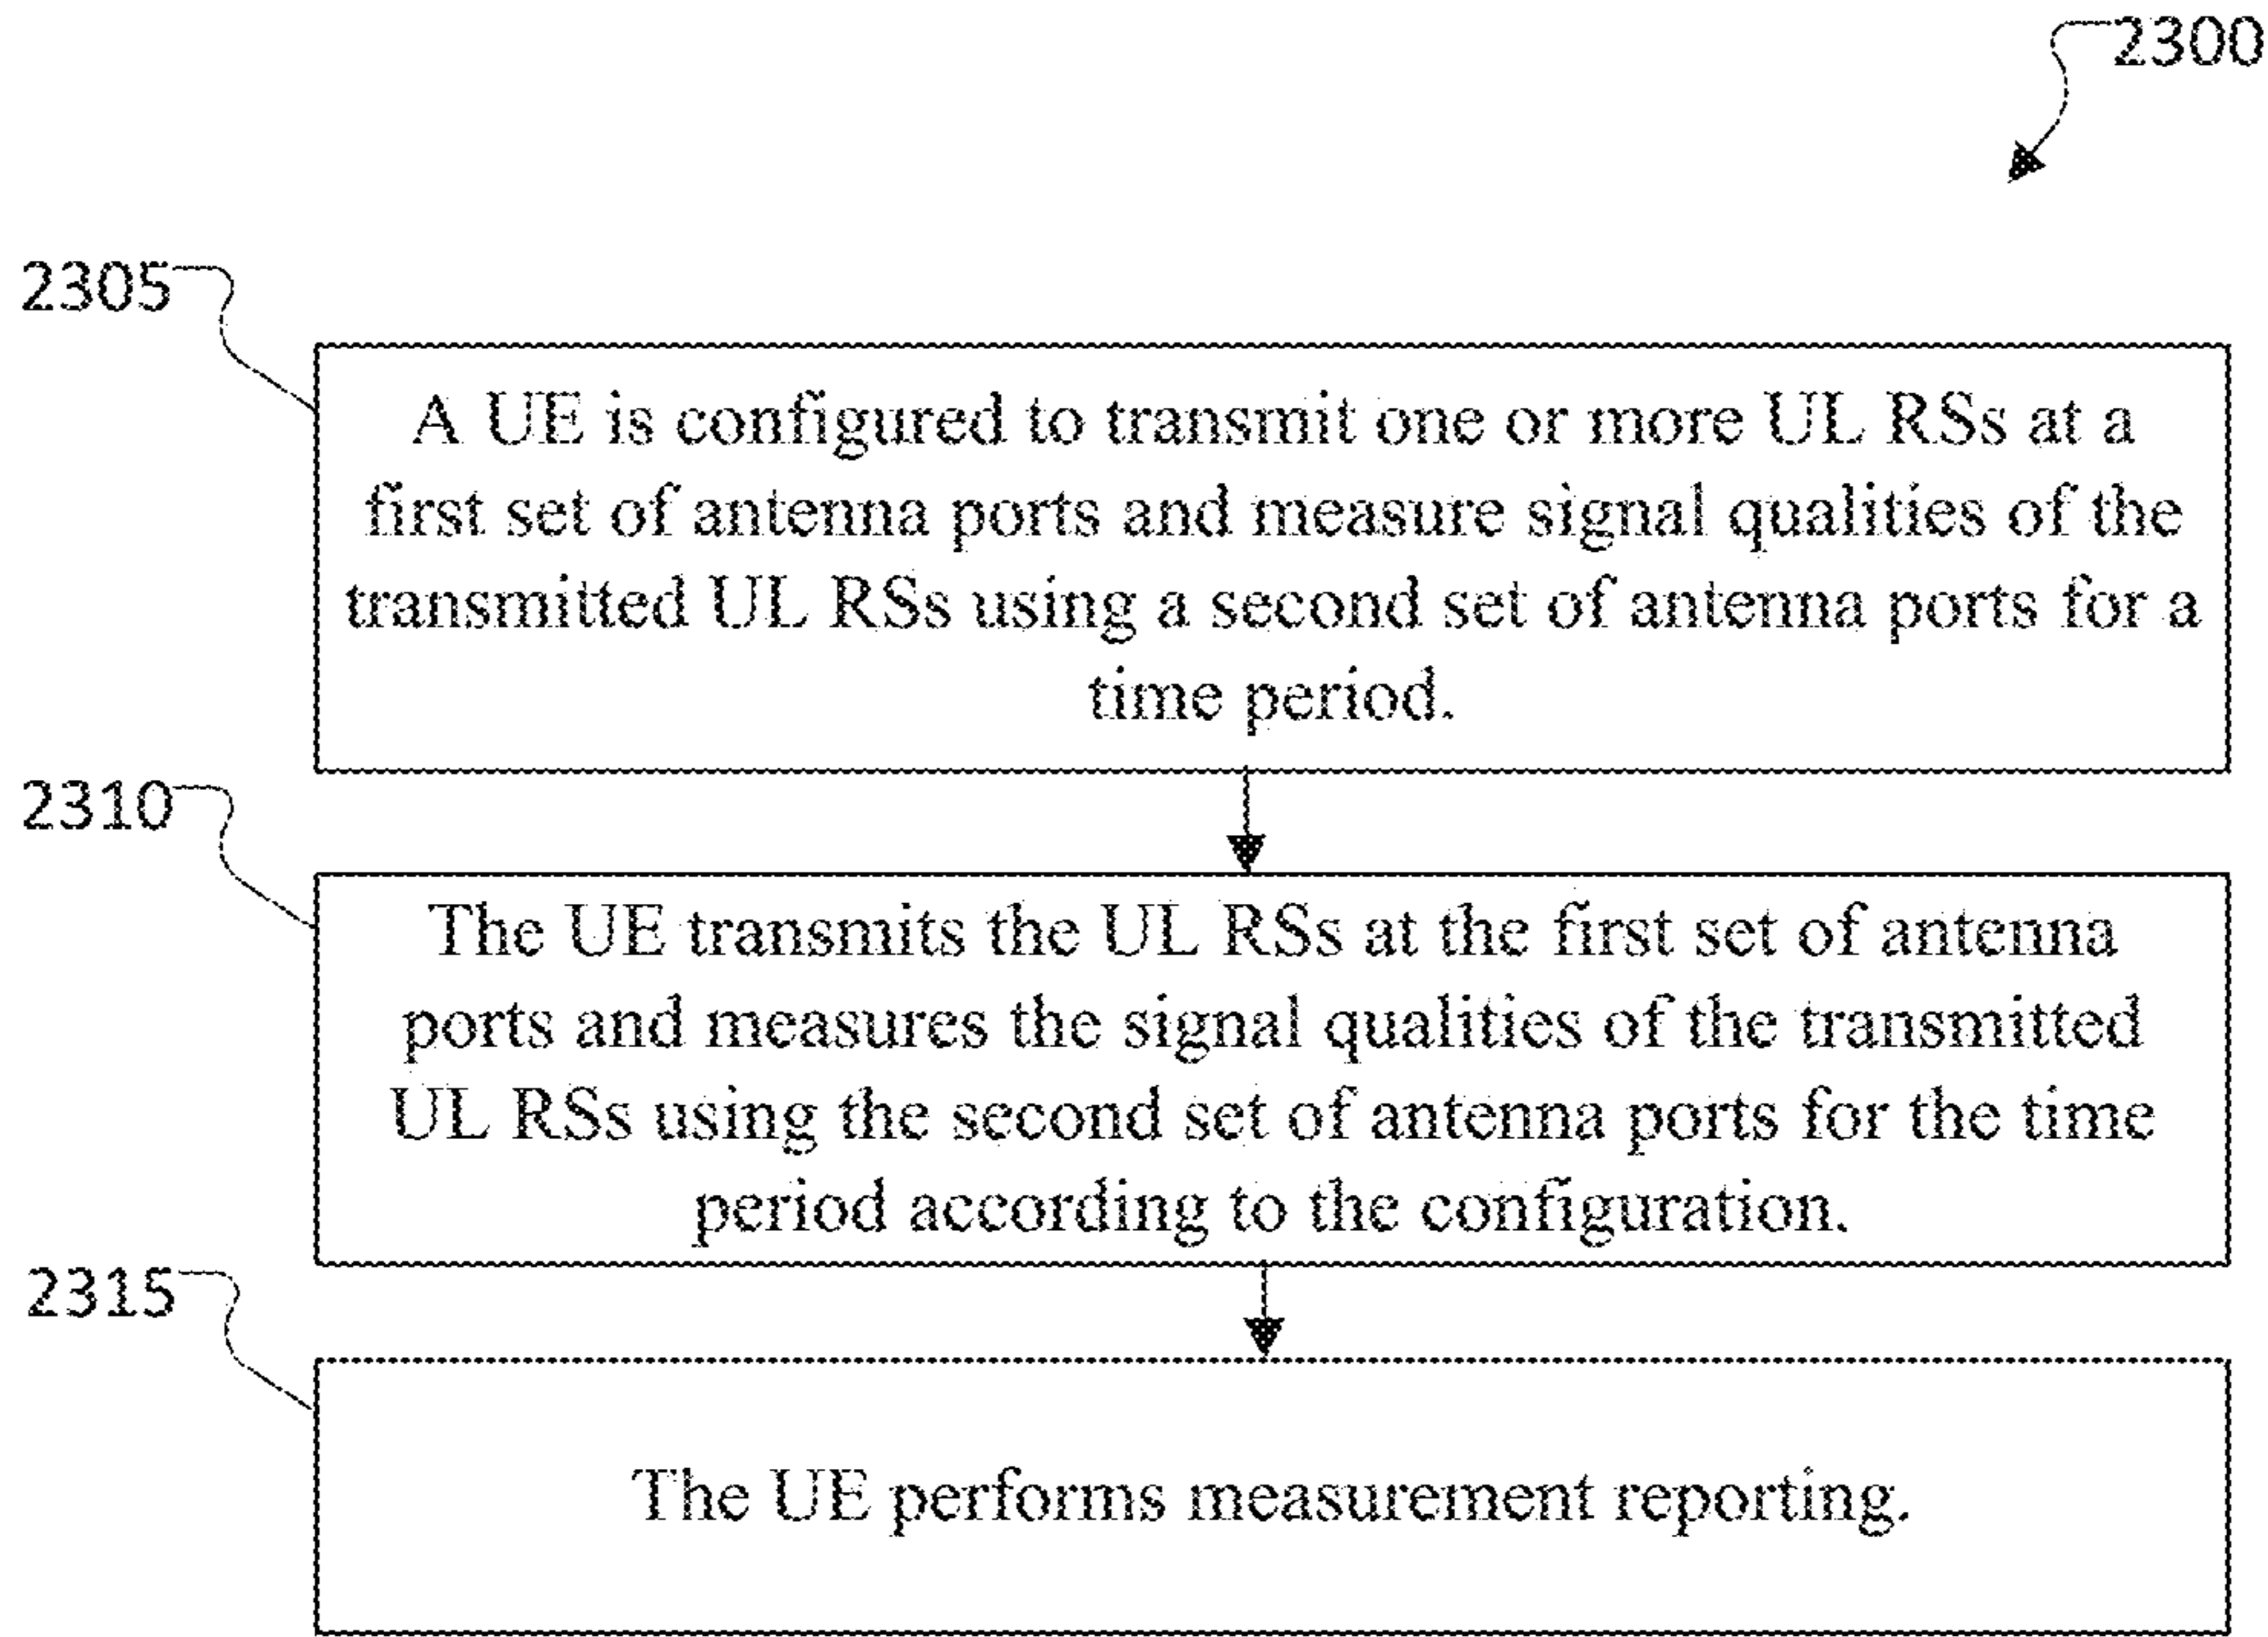 2300
2305
A UE is configured to transmit one or more UL RSs at a
first set of antenna ports and measure signal qualities of the
transmitted UL RSs using a second set of antenna ports for a
time period.
2310
The UE transmits the UL RSs at the first set of antenna
ports and measures the signal qualities of the transmitted
UL RSs using the second set of antenna ports for the time
period according to the configuration.
2315
The UE performs measurement reporting.